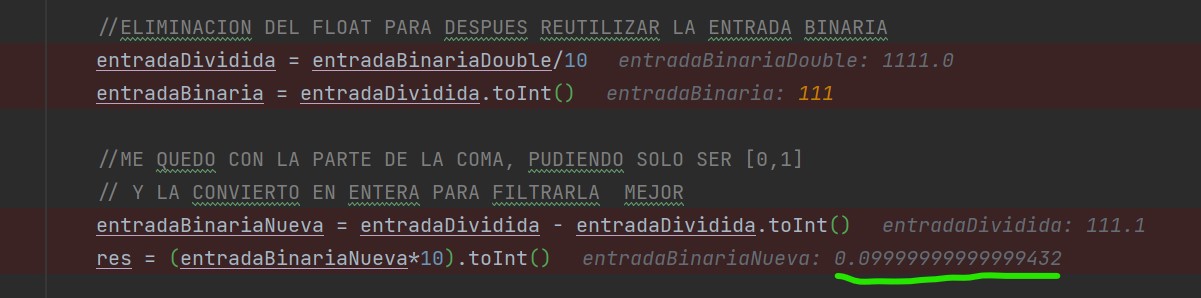 //ELIMINACION DEL FLOAT PARA DESPUES REUTILIZAR LA ENTRADA BINARIA
entradaDividida = entradaBinariaDouble/10 entradaBinariaDouble: 1111.0
entradaBinaria = entradaDividida.toInt() entradaBinaria: 111
//ME QUEDO CON LA PARTE DE LA COMA, PUDIENDO SOLO SER [0,1]
// Y LA CONVIERTO EN ENTERA PARA FILTRARLA  MEJOR
entradaBinariaNueva = entradaDividida - entradaDividida.toInt() entradaDividida: 111.1
res = (entradaBinariaNueva*10).toInt() entradaBinariaNueva: 0.09999999999999432